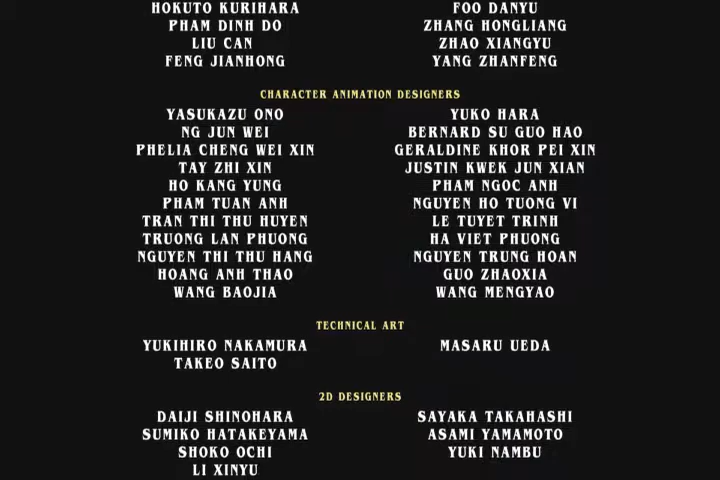 HOKUTO KURIHARA FOO DANYU
PHAM DINH DO ZHANG HONGLIANG
LIU CAN ZHAO XIANGYU
FENG JIANHONG YANG ZHANFENG
CHARACTER ANIMATION DESIGNERS
YASUKAZU ONO YUKO HARA
NG JUN WEI BERNARD SU GUO HAO
PHELIA CHENG WEI XIN GERALDINE KHOR PEI XIN
TAY ZHI XIN JUSTIN KWEK JUN XIAN
HO KANG YUNG PHAM NGOC ANH
PHAM TUAN ANH NGUYEN HO TUONG VI
TRAN THI THU HUYEN LE TUYET TRINH
TRUONG LAN PHUONG HA VIET PHUONG
NGUYEN THI THU HANG NGUYEN TRUNG HOAN
HOANG ANH THAO GUO ZHAOXIA
WANG BAOJIA WANG MENGYAO
TECHNICAL ART
YUKIHIRO NAKAMURA MASARU UEDA
TAKEO SAITO
2D DESIGNERS
DAIJI SHINOHARA SAYAKA TAKAHASHI
SUMIKO HATAKEYAMA ASAMI YAMAMOTO
SHOKO OCHI YUKI NAMBU
LI XINYU